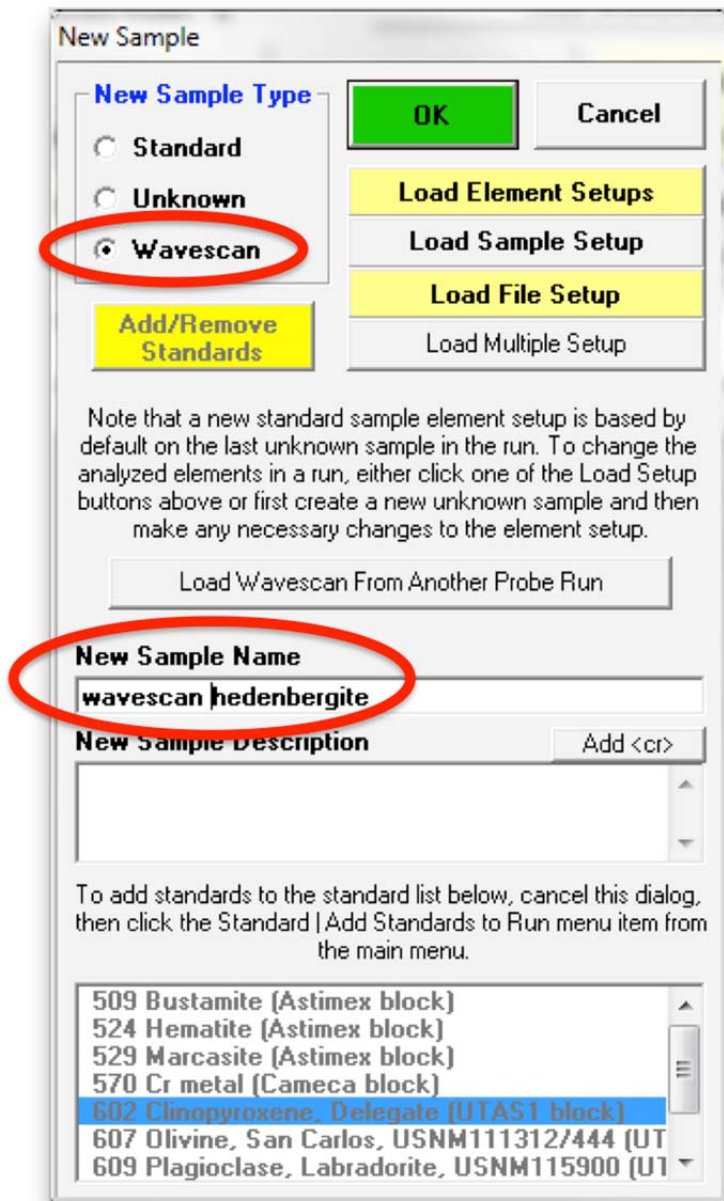 New Sample
New Sample Type
Standard
Unknown
Wavescan
OK
Cancel
Load Element Setups
Load Sample Setup
Load File Setup
Load Multiple Setup
Add/Remove
Standards
Note that a new standard sample element setup is based by
default on the last unknown sample in the run. To change the
analyzed elements in a run, either click one of the Load Setup
buttons above or first create a new unknown sample and then
make any necessary changes to the element setup.
Load Wavescan From Another Probe Run
New Sample Name
wavescan hedenbergite
New Sample Description
Add <cr>
To add standards to the standard list below, cancel this dialog,
then click the Standard | Add Standards to Run menu item from
the main menu.
509 Bustamite (Astimex block)
524 Hematite (Astimex block)
529 Marcasite (Astimex block)
570 Cr metal (Cameca block)
602 Clinopyroxene, Delegate (UTAS1 block)
607 Olivine, San Carlos, USNM111312/444 (UT
609 Plagioclase, Labradorite, USNM115900 (UT